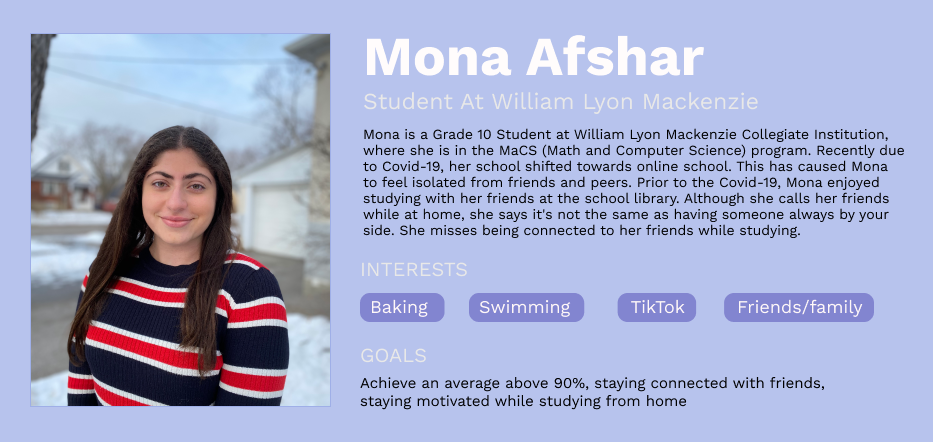 Mona Afshar
Student At William Lyon Mackenzie
Mona is a Grade 10 Student at William Lyon Mackenzie Collegiate Institution,
where she is in the MaCS (Math and Computer Science) program. Recently due
to Covid-19, her school shifted towards online school. This has caused Mona
to feel isolated from friends and peers. Prior to the Covid-19, Mona enjoyed
studying with her friends at the school library. Although she calls her friends
while at home, she says it's not the same as having someone always by your
side. She misses being connected to her friends while studying.
INTERESTS
Baking Swimming TikTok Friends/family
GOALS
Achieve an average above 90%, staying connected with friends,
staying motivated while studying from home